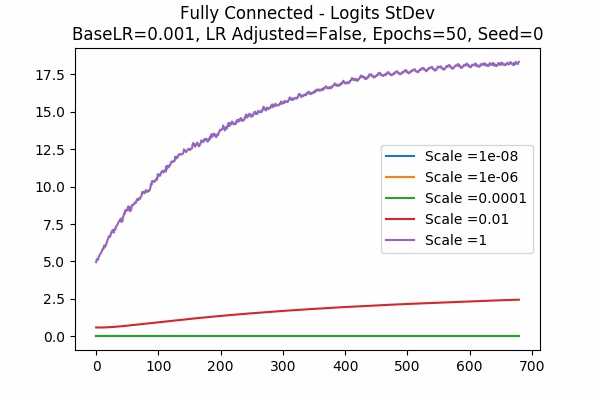 Fully Connected - Logits StDev
BaseLR=0.001, LR Adjusted=False, Epochs=50, Seed=0
17.5
15.0
12.5
10.0
7.5
5.0
2.5
0.0
Scale =1e-08
Scale =1e-06
Scale =0.0001
Scale =0.01
Scale =1
0 100 200 300 400 500 600 700